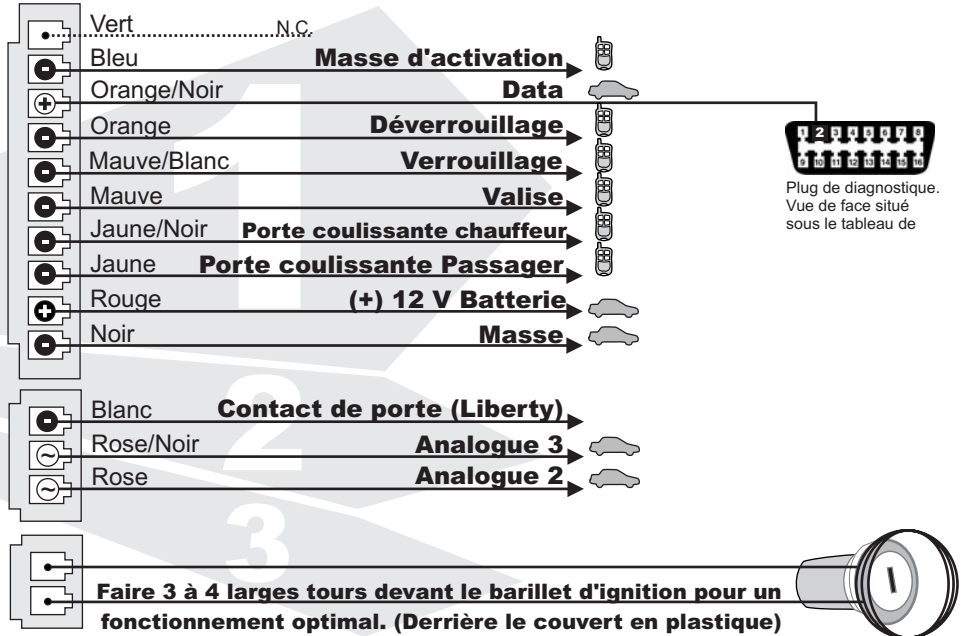 Vert N.C.
Bleu Masse d'activation
Orange/Noir Data
Orange Déverrouillage
Mauve/Blanc Verrouillage
Mauve Valise
Jaune/Noir Porte coulissante chauffeur
Jaune Porte coulissante Passager
Rouge (+) 12 V Batterie
Noir Masse
1 2 3 4 5 6 7 8
9 10 11 12 13 14 15 16
Plug de diagnostique.
Vue de face situé
sous le tableau de
1
Blanc Contact de porte (Liberty)
Rose/Noir Analogue 3
Rose Analogue 2
2
3
Faire 3 à 4 larges tours devant le barillet d'ignition pour un
fonctionnement optimal. (Derrière le couvert en plastique)